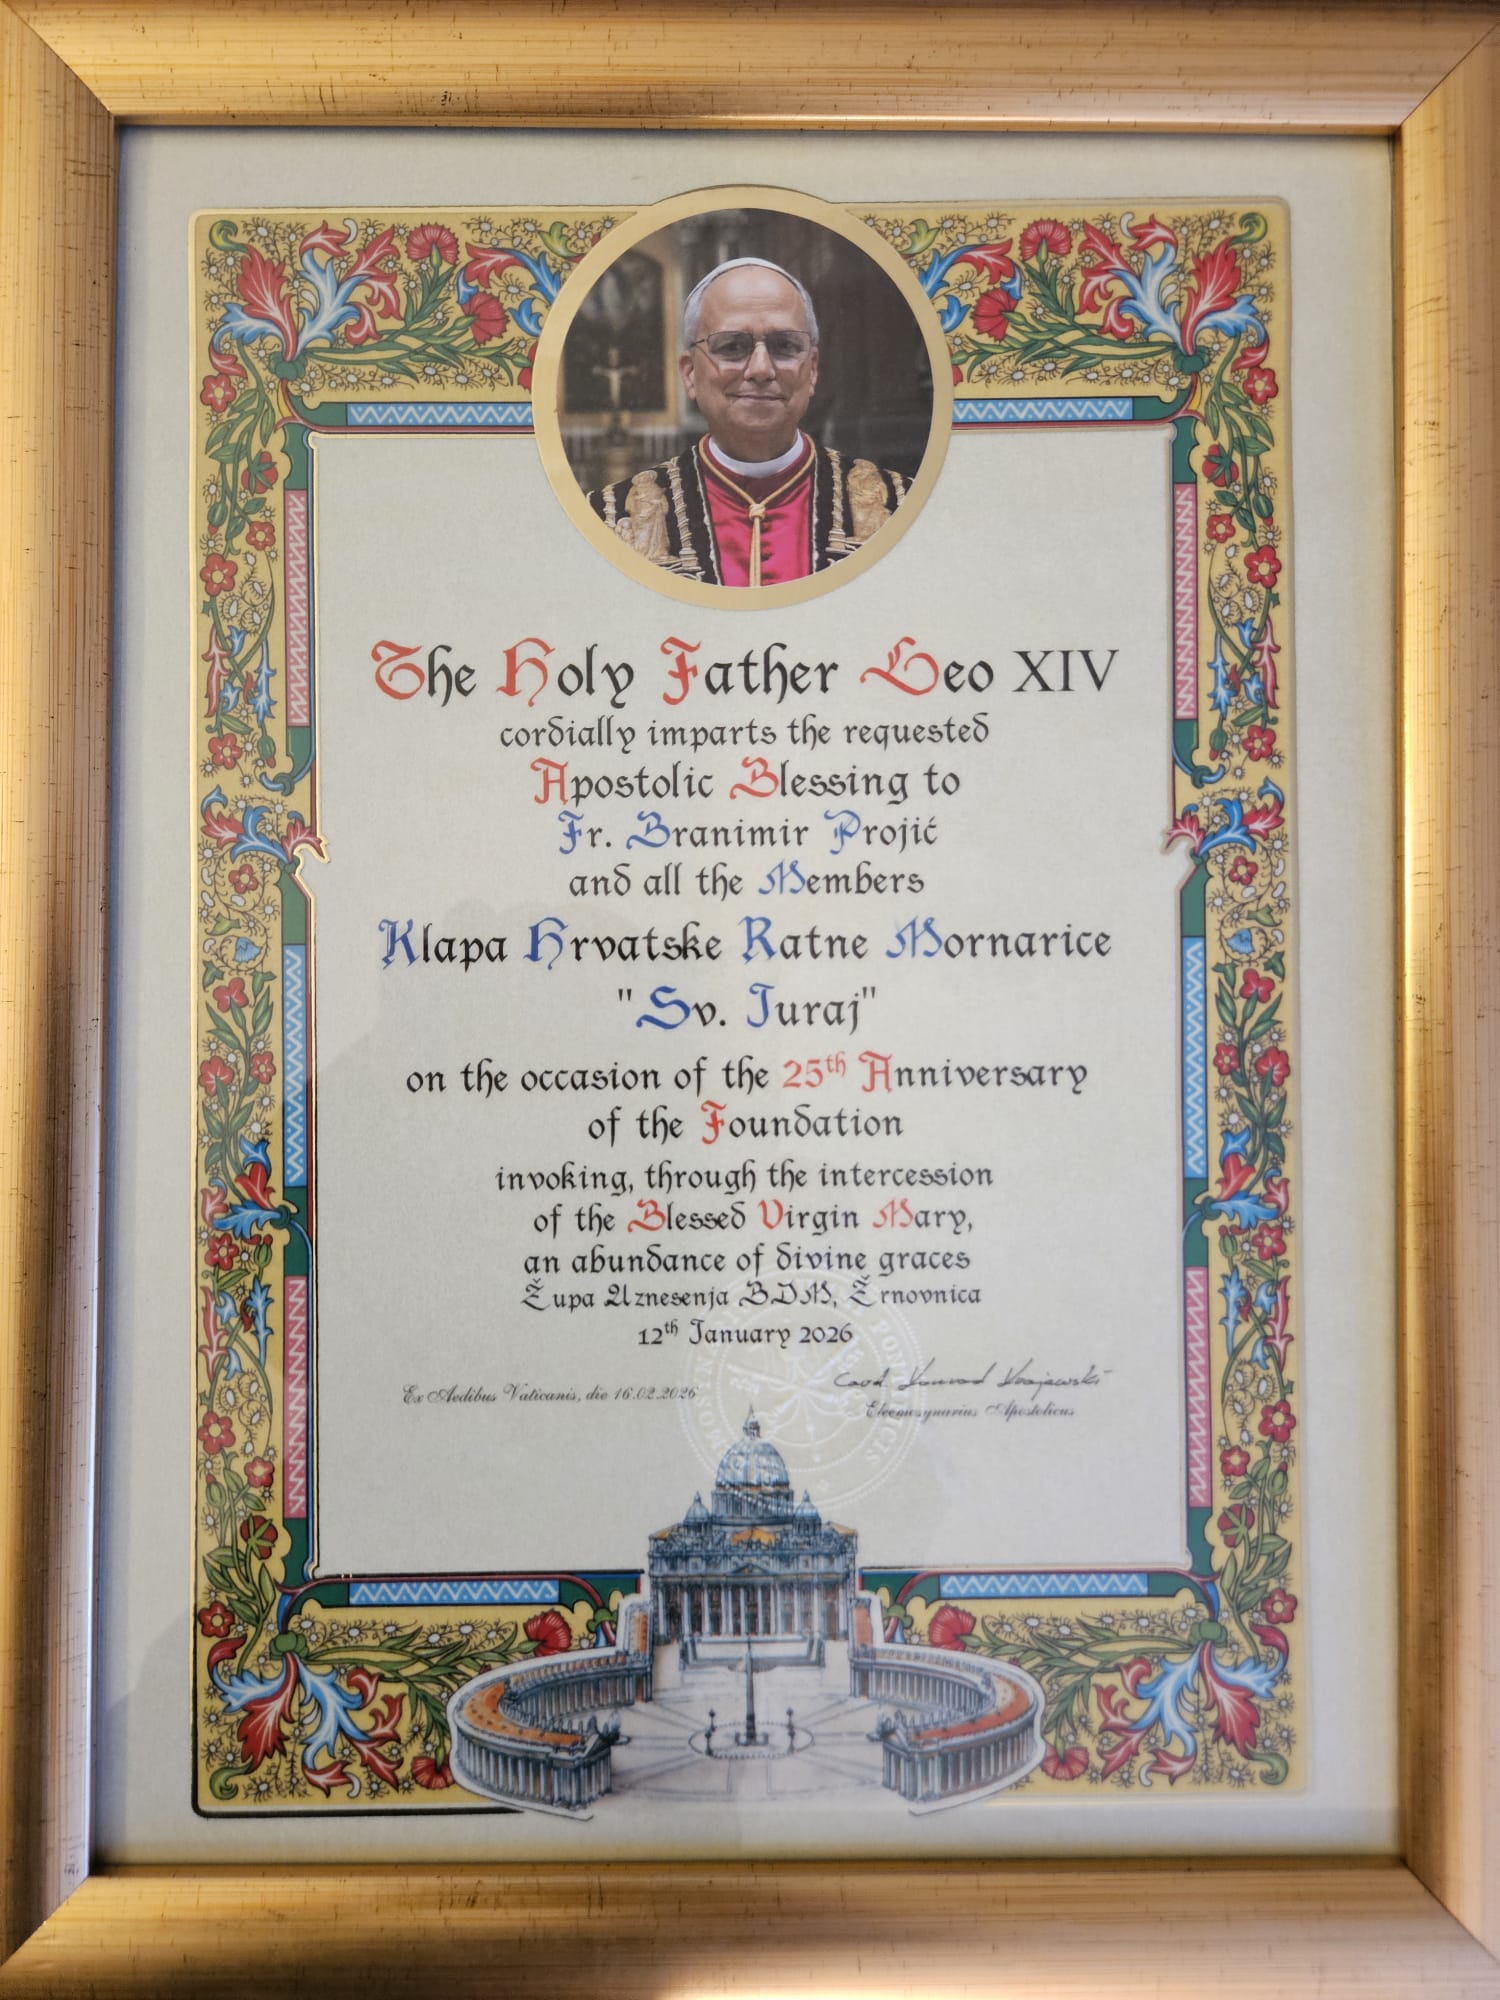 The Holy Father Leo XIV
cordially imparts the requested
Apostolic Blessing to
Fr. Branimir Projić
and all the Members
Klapa Hrvatske Ratne Mornarice
" Sv. Juraj"
on the occasion of the 25th Anniversary
of the Foundation
invoking, through the intercession
of the Blessed Virgin Mary,
an abundance of divine graces
Župa Uznesenja BDM, Žrnovnica
12th January 2026
Ex Aedibus Vaticanis, die 16.02.2026
Card Konrad Krajewski
Eleemosynarius Apostolicus